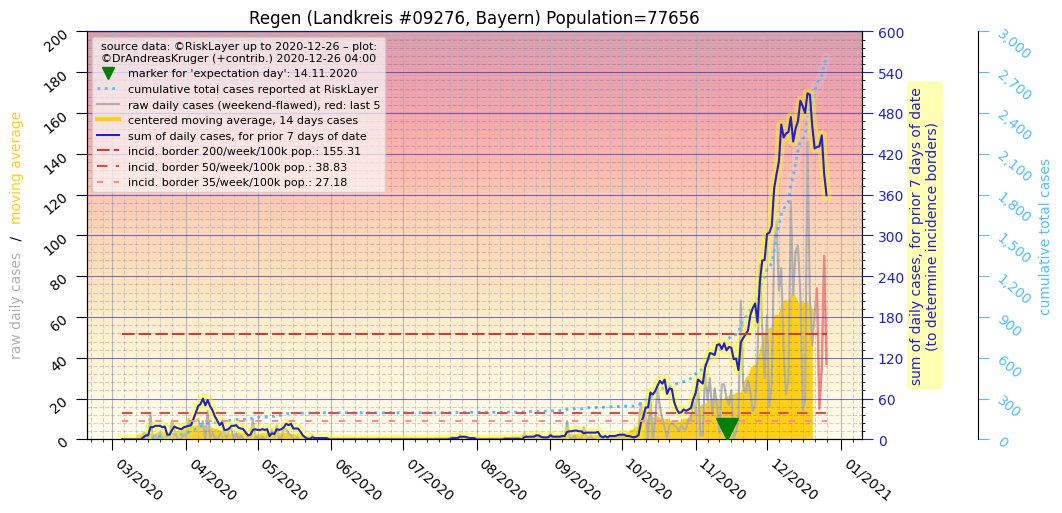 Regen (Landkreis #09276, Bayern) Population=77656
source data: ©RiskLayer up to 2020-12-26 – plot:
©DrAndreasKruger (+contrib.) 2020-12-26 04:00
marker for 'expectation day': 14.11.2020
cumulative total cases reported at RiskLayer
raw daily cases (weekend-flawed), red: last 5
centered moving average, 14 days cases
sum of daily cases, for prior 7 days of date
incid. border 200/week/100k pop.: 155.31
incid. border 50/week/100k pop.: 38.83
incid. border 35/week/100k pop.: 27.18
raw daily cases / moving average
200
180
160
140
120
100
80
60
40
20
0
03/2020
04/2020
05/2020
06/2020
07/2020
08/2020
09/2020
10/2020
11/2020
12/2020
01/2021
600
540
480
420
360
300
240
180
120
60
0
sum of daily cases, for prior 7 days of date
(to determine incidence borders)
3,000
2,700
2,400
2,100
1,800
1,500
1,200
900
600
300
0
cumulative total cases